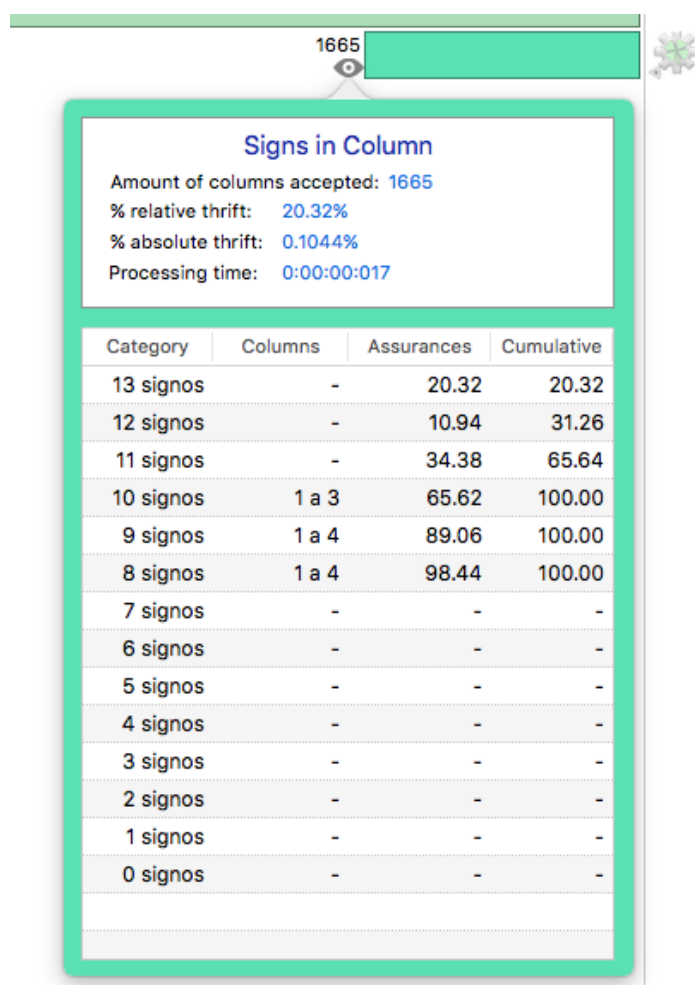 1665
Signs in Column
Amount of columns accepted: 1665
% relative thrift: 20.32%
% absolute thrift: 0.1044%
Processing time: 0:00:00:017
Category Columns Assurances Cumulative
13 signos - 20.32 20.32
12 signos - 10.94 31.26
11 signos - 34.38 65.64
10 signos 1 a 3 65.62 100.00
9 signos 1 a 4 89.06 100.00
8 signos 1 a 4 98.44 100.00
7 signos - - -
6 signos - - -
5 signos - - -
4 signos - - -
3 signos - - -
2 signos - - -
1 signos - - -
0 signos - - -